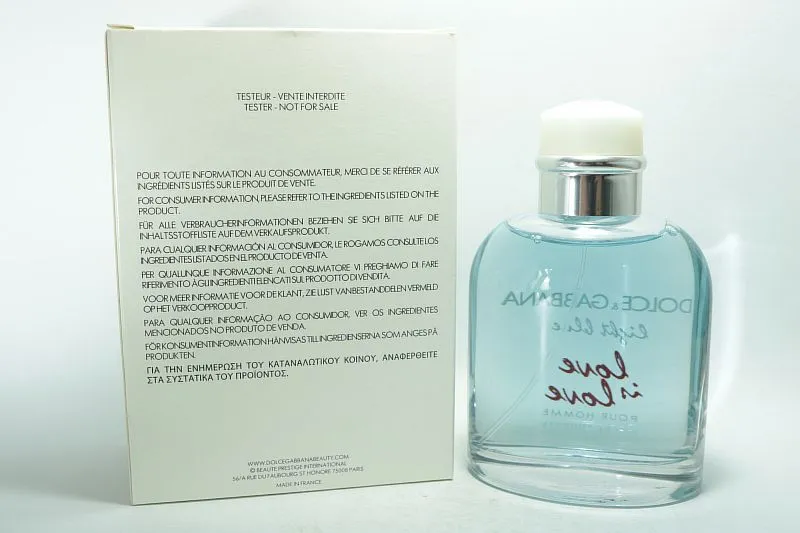 TESTEUR - VENTE INTERDITE
TESTER - NOT FOR SALE
POUR TOUTE INFORMATION AU CONSOMMATEUR, MERCI DE SE RÉFÉRER AUX
INGRÉDIENTS LISTÉS SUR LE PRODUIT DE VENTE.
FOR CONSUMER INFORMATION, PLEASE REFER TO THE INGREDIENTS LISTED ON THE
PRODUCT.
FÜR ALLE VERBRAUCHERINFORMATIONEN BEZIEHEN SIE SICH BITTE AUF DIE
INHALTSSTOFFLISTE AUF DEM VERKAUFSPRODUKT.
PARA CUALQUIER INFORMACIÓN AL CONSUMIDOR, LE ROGAMOS CONSULTE LOS
INGREDIENTES LISTADOS EN EL PRODUCTO DE VENTA.
PER QUALUNQUE INFORMAZIONE AL CONSUMATORE VI PREGHIAMO DI FARE
RIFERIMENTO À GU INGREDIENTI ELENCATI SUL PRODOTTO DI VENDITA.
VOOR MEER INFORMATIE VOOR DE KLANT, ZIE LIJST VAN BESTANDDELEN VERMELD
OP HET VERKOOPPRODUCT.
PARA QUALQUER INFORMAÇÃO AO CONSUMIDOR, VER OS INGREDIENTES
MENCIONADOS NO PRODUTO DE VENDA.
FÖR KONSUMENTINFORMATION HÄNVISAS TILL INGREDIENSERNA SOM ANGES PÅ
PRODUKTEN.
ΓΙΑ ΤΗΝ ΕΝΗΜΕΡΩΣΗ ΤΟΥ ΚΑΤΑΝΑΛΩΤΙΚΟΥ ΚΟΙΝΟΥ, ΑΝΑΦΕΡΘΕΙΤΕ
ΣΤΑ ΣΥΣΤΑΤΙΚΑ ΤΟΥ ΠΡΟΪΟΝΤΟΣ.
WWW.DOLCEGABBANABEAUTY.COM
© BEAUTE PRESTIGE INTERNATIONAL
56/A RUE DU FAUBOURG ST HONORE 75008 PARIS
MADE IN FRANCE
DOLCE & GABBANA
light blue
love
is love
POUR HOMME